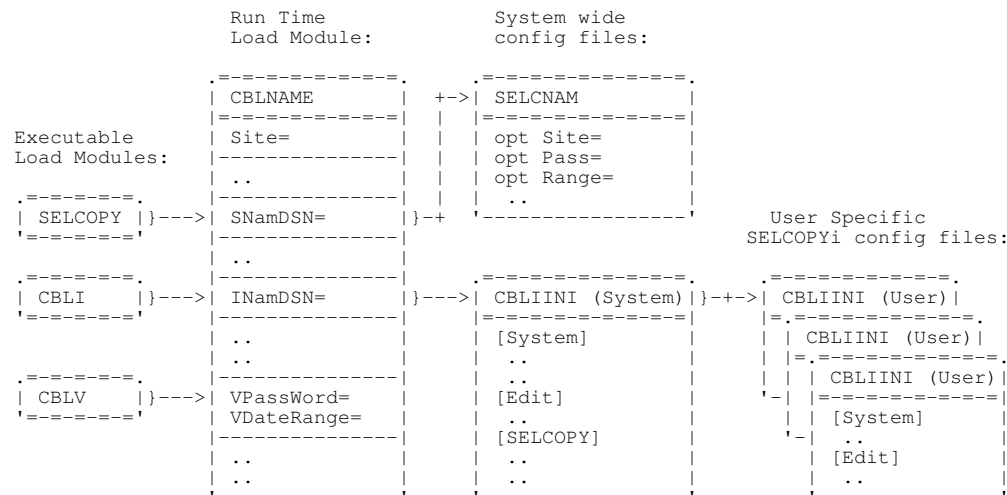 Run Time System wide
Load Module: config files:
.=-=-=-=-=-=-=. .=-=-=-=-=-=-=-=.
| CBLNAME | +->| SELCNAM |
|=-=-=-=-=-=-=-=| | |=-=-=-=-=-=-=-=-=|
Executable | Site= | | | opt Site= |
Load Modules: |---------------| | | opt Pass= |
| .. | | | opt Range= |
.=-=-=-=-=. |---------------| | | .. |
| SELCOPY |}--->| SNamDSN= |}-+ '-----------------' User Specific
'=-=-=-=-=' |---------------| SELCOPYi config files:
| .. |
.=-=-=-=-=. |---------------| .=-=-=-=-=-=-=-=-=. .=-=-=-=-=-=-=-=.
| CBLI |}--->| INamDSN= |}--->| CBLIINI (System)|}-+->| CBLIINI (User)|
'=-=-=-=-=' |---------------| |=-=-=-=-=-=-=-=-=| |=.=-=-=-=-=-=-=-=.
| .. | | [System] | | | CBLIINI (User)|
| .. | | .. | | |=.=-=-=-=-=-=-=-=.
.=-=-=-=-=. |---------------| | .. | | | | CBLIINI (User)|
| CBLV |}--->| VPassWord= | | [Edit] | '-| |=-=-=-=-=-=-=-=|
'=-=-=-=-=' | VDateRange= | | .. | | | [System] |
|---------------| | [SELCOPY] | '-| .. |
| .. | | .. | | [Edit] |
| .. | | .. | | .. |
' ' ' ' ' '